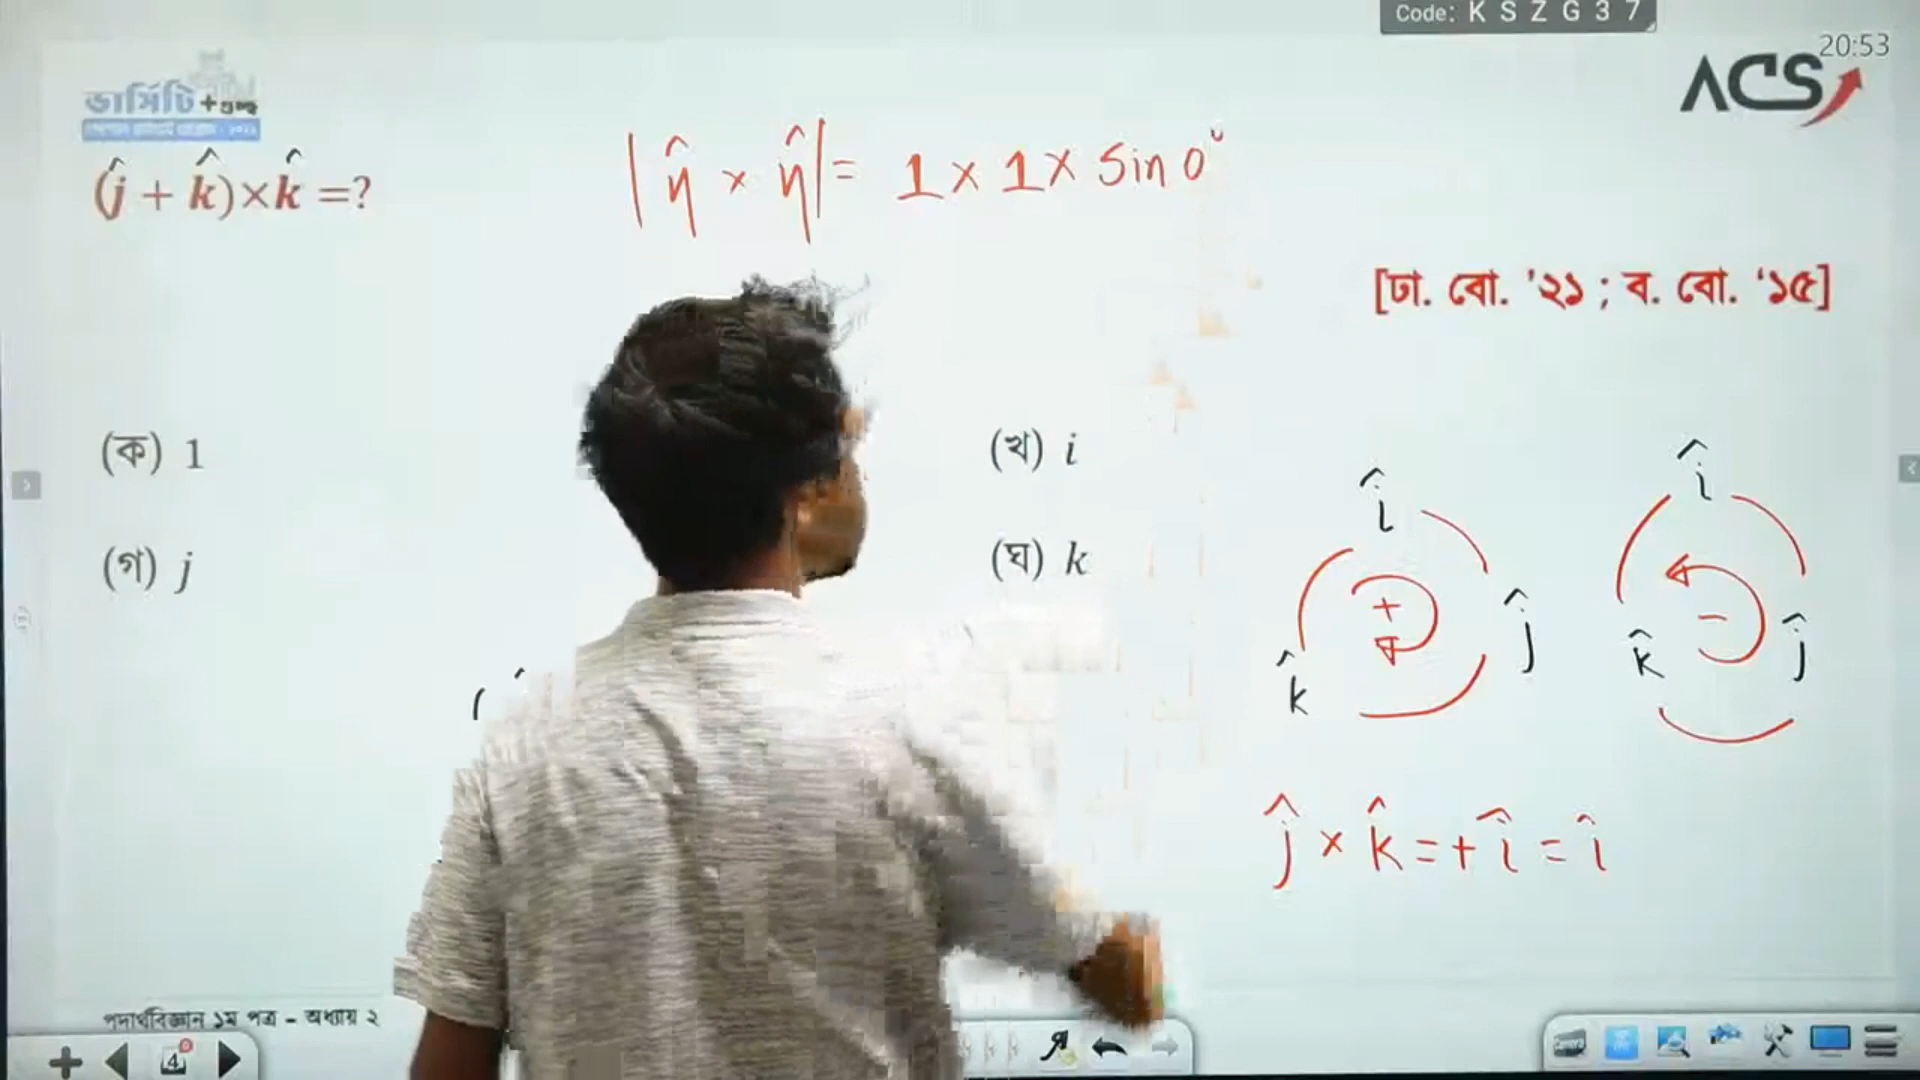 Code: K S Z G 3 7
20:53
ACS
ভার্সিটি +গুচ্ছ
(ĵ + k̂)×k̂ =?
|η̂ × η̂| = 1 × 1 × Sin 0°
[ঢা. বো. '২১ ; ব. বো. '১৫]
(ক) 1
(খ) i
(গ) j
(ঘ) k
î
ĵ
k̂
+
î
ĵ
k̂
−
ĵ × k̂ = + î = î
পদার্থবিজ্ঞান ১ম পত্র – অধ্যায় ২
4